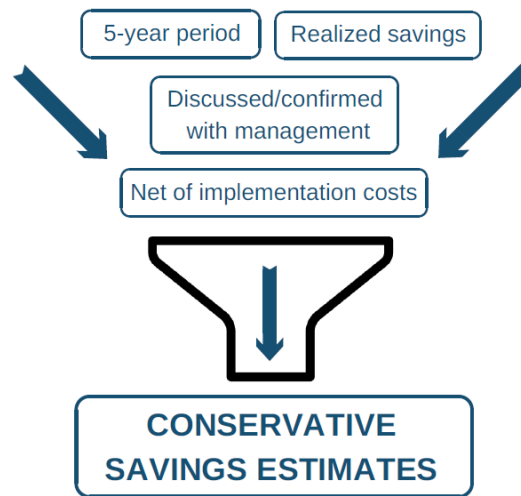 5-year period
Realized savings
Discussed/confirmed
with management
Net of implementation costs
CONSERVATIVE
SAVINGS ESTIMATES